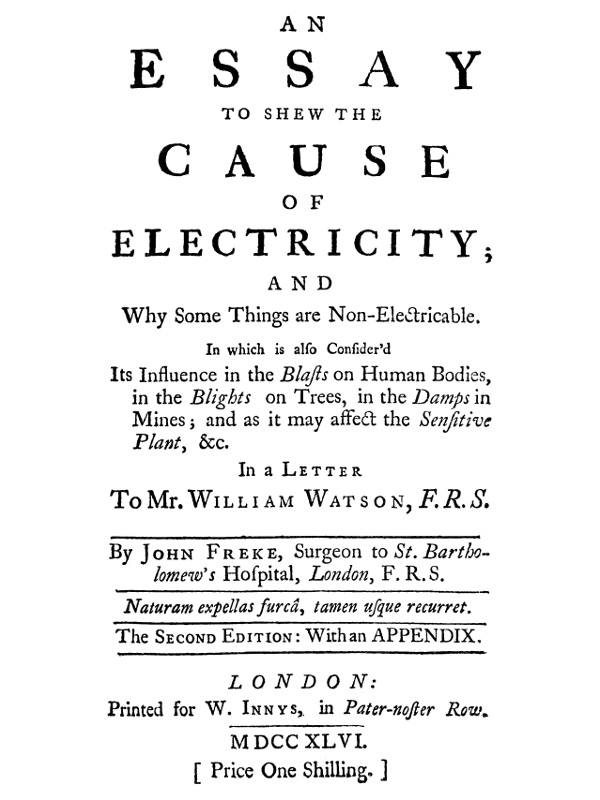 AN
ESSAY
TO SHEW THE
CAUSE
OF
ELECTRICITY;
AND
Why Some Things are Non-Electricable.
In which is alſo Conſider'd
Its Influence in the Blaſts on Human Bodies,
in the Blights on Trees, in the Damps in
Mines; and as it may affect the Senſitive
Plant, &c.
In a LETTER
To Mr. WILLIAM WATSON, F.R.S.
By JOHN FREKE, Surgeon to St. Bartho-
lomew's Hoſpital, London, F.R.S.
Naturam expellas furcâ, tamen uſque recurret.
The SECOND EDITION: With an APPENDIX.
LONDON:
Printed for W. INNYS, in Pater-noſter Row.
MDCCXLVI.
[ Price One Shilling. ]